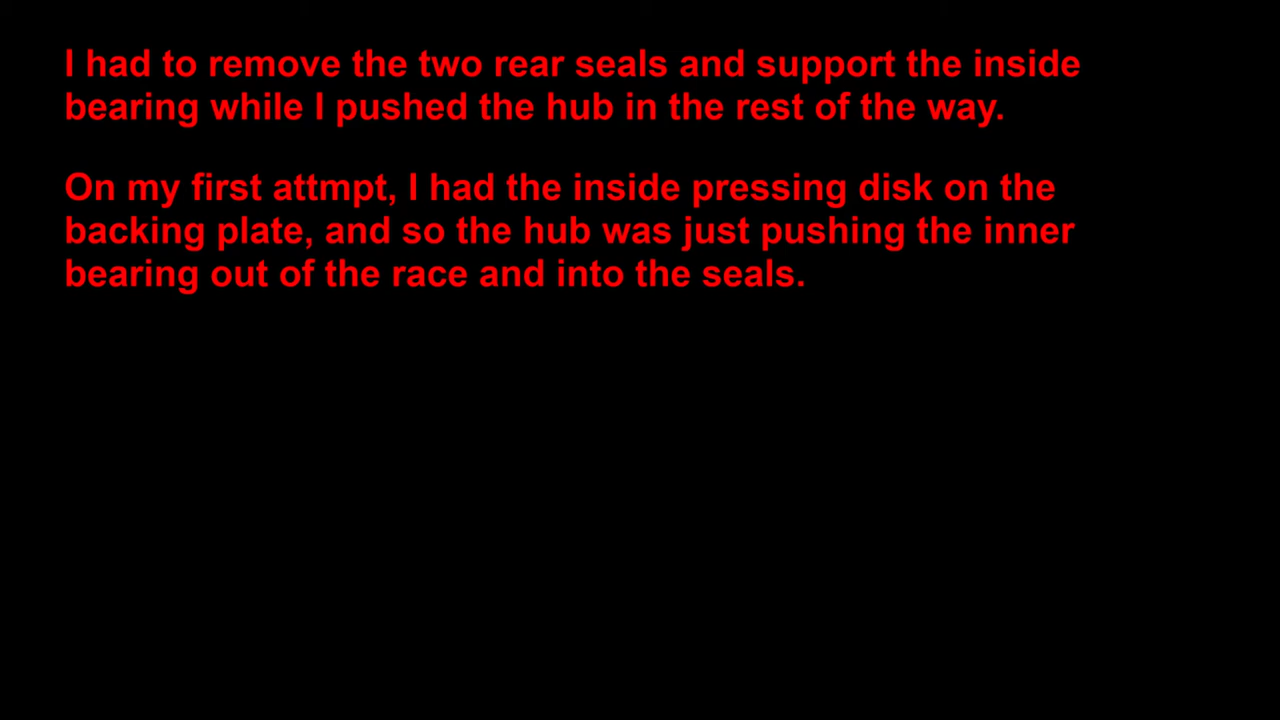 I had to remove the two rear seals and support the inside
bearing while I pushed the hub in the rest of the way.
On my first attmpt, I had the inside pressing disk on the
backing plate, and so the hub was just pushing the inner
bearing out of the race and into the seals.